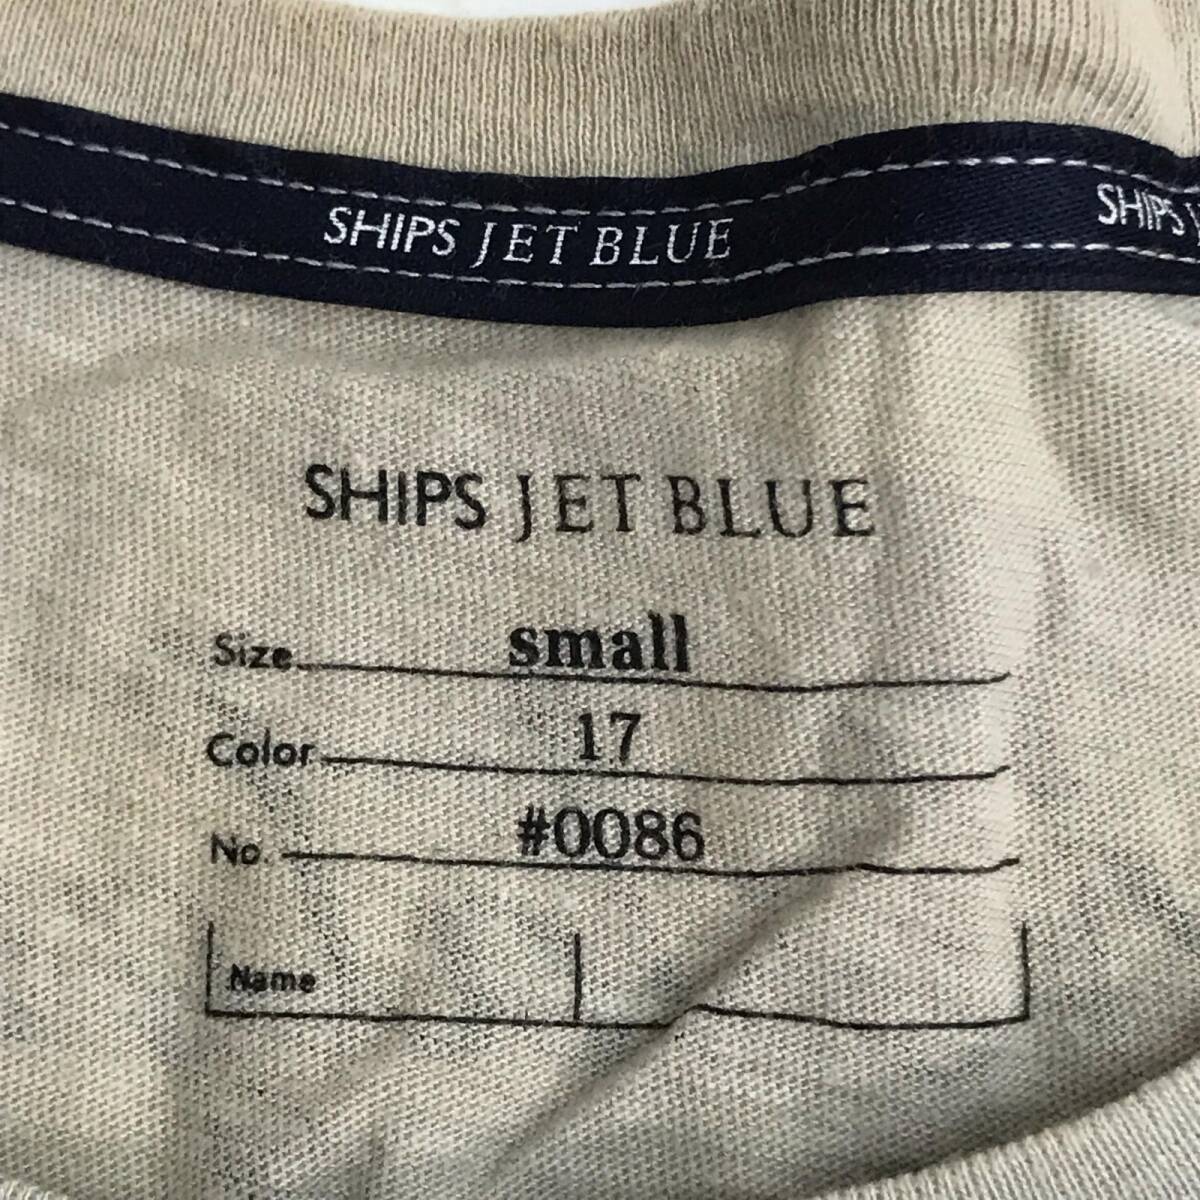 SHIPS JET BLUE SHIPS J
SHIPS JET BLUE
Size small
Color 17
No. #0086
Name